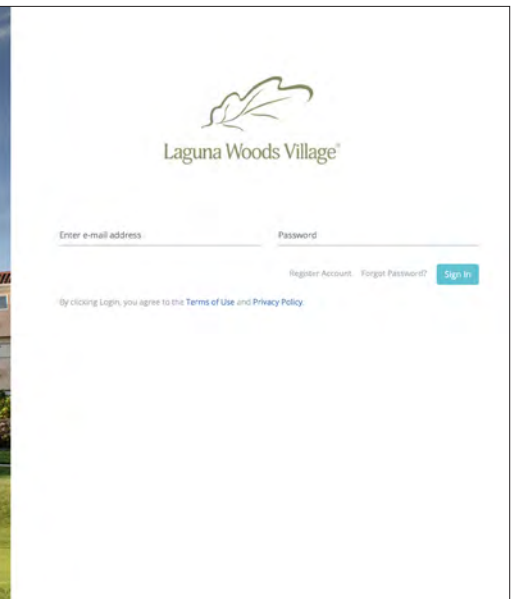 Laguna Woods Village®
Enter e-mail address Password
Register Account Forgot Password? Sign In
By clicking Login, you agree to the Terms of Use and Privacy Policy.